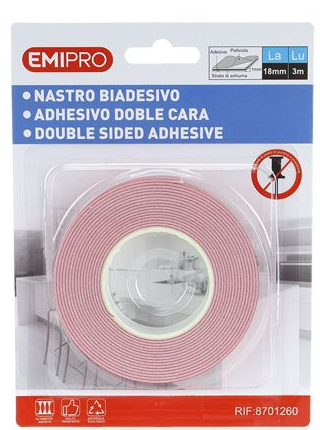 EMIPRO
Adesivo
Pellicola
1mm
Strato di schiuma
La
Lu
18mm
3m
• NASTRO BIADESIVO
• ADHESIVO DOBLE CARA
• DOUBLE SIDED ADHESIVE
RIF:8701260